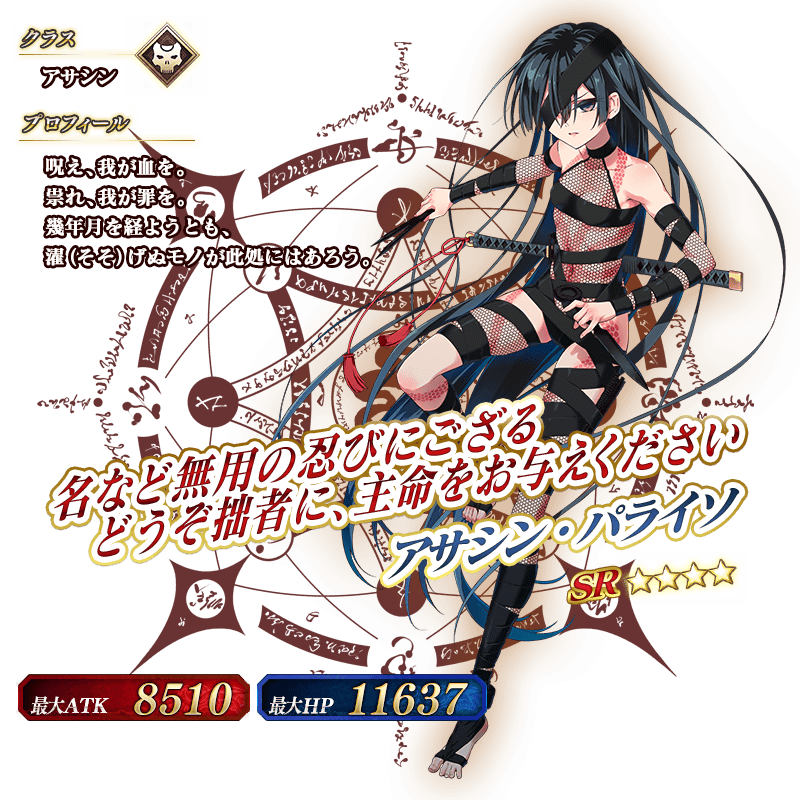 クラス
アサシン
プロフィール
呪え、我が血を。
祟れ、我が罪を。
幾年月を経ようとも、
濯(そそ)げぬモノが此処にはあろう。
名など無用の忍びにござる
どうぞ拙者に、主命をお与えください
アサシン・パライソ
SR
最大ATK 8510
最大HP 11637